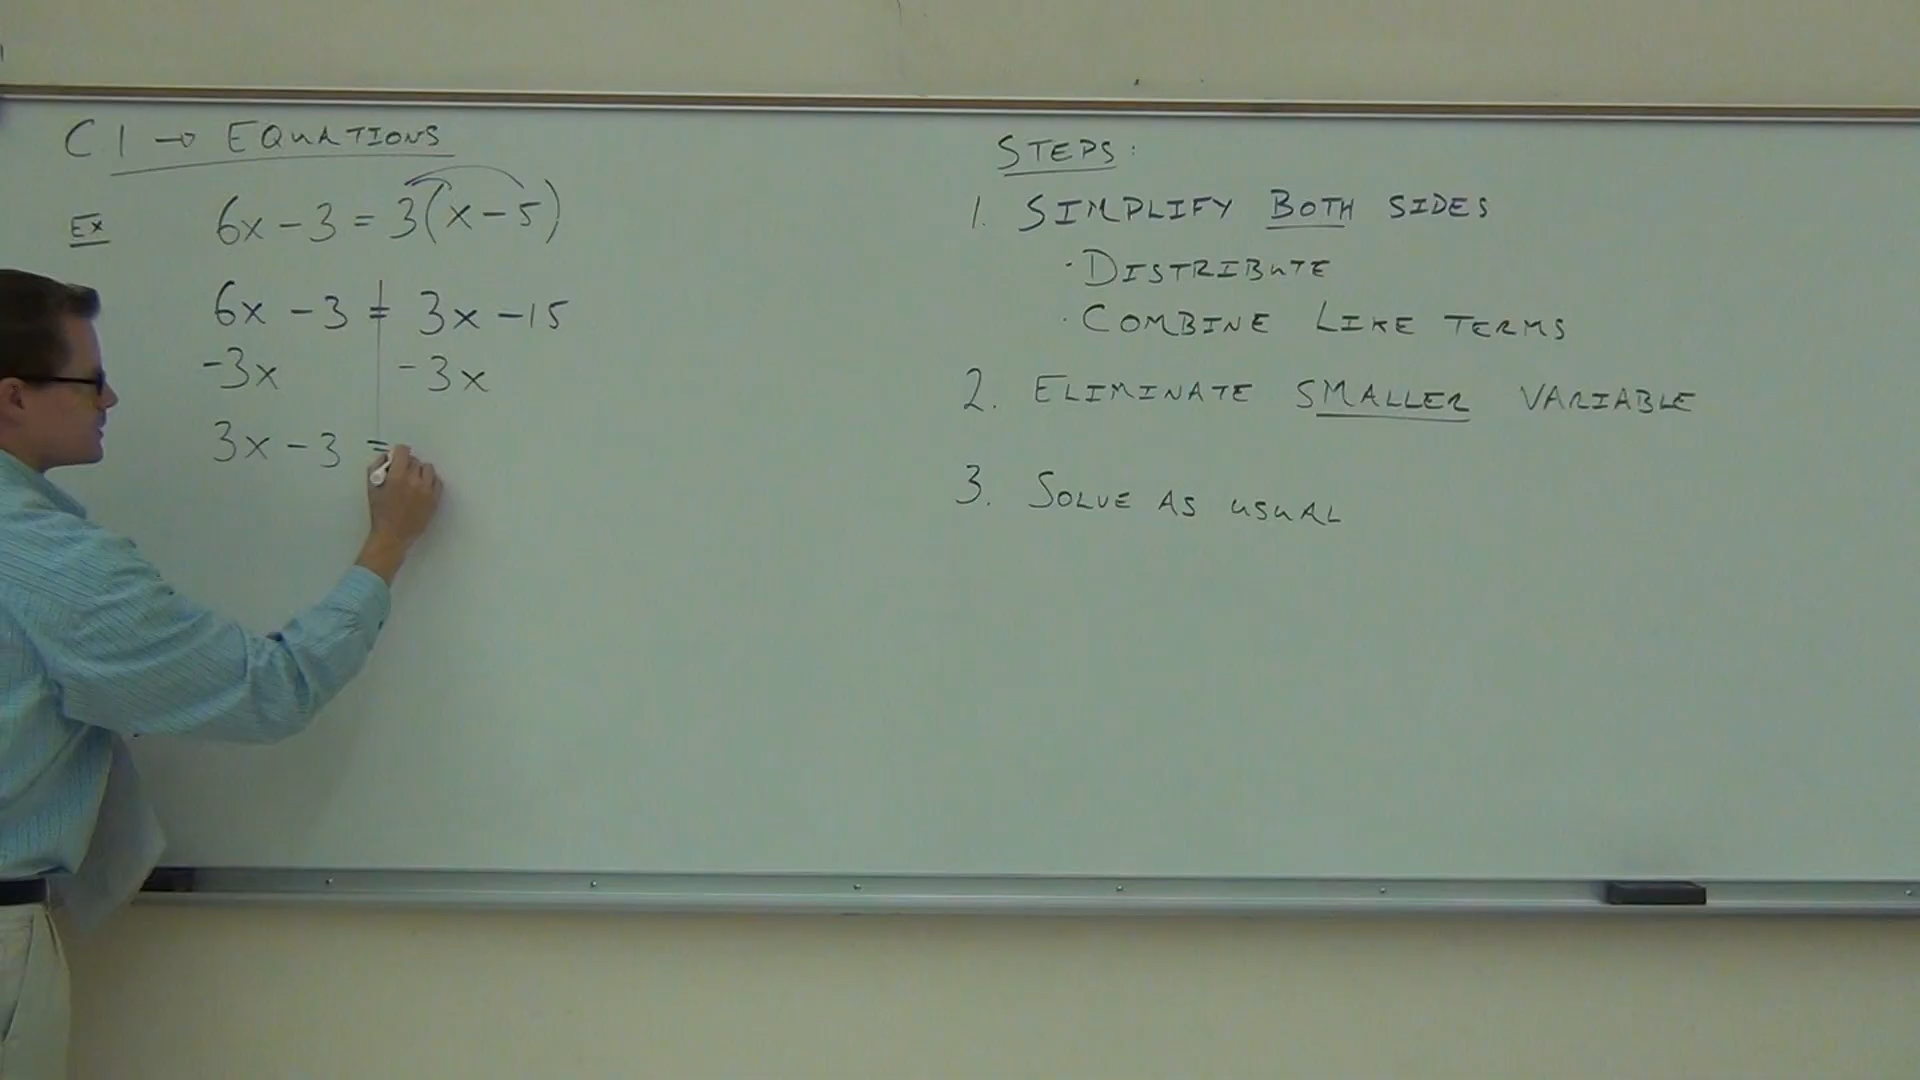 C1 → EQUATIONS
Ex 6x - 3 = 3(x - 5)
6x - 3 = 3x - 15
-3x -3x
3x - 3 =
STEPS:
1. SIMPLIFY BOTH SIDES
· DISTRIBUTE
· COMBINE LIKE TERMS
2. ELIMINATE SMALLER VARIABLE
3. SOLVE AS USUAL